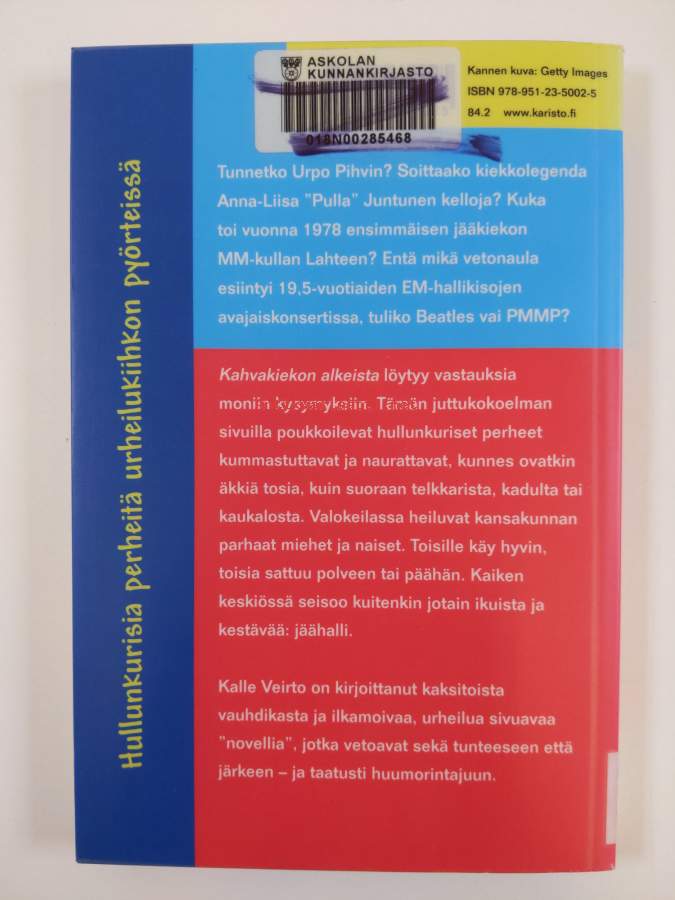 ASKOLAN
KUNNANKIRJASTO
018N00285468
Kannen kuva: Getty Images
ISBN 978-951-23-5002-5
84.2 www.karisto.fi
Hullunkurisia perheitä urheilukiihkon pyörteissä
Tunnetko Urpo Pihvin? Soittaako kiekkolegenda
Anna-Liisa ”Pulla” Juntunen kelloja? Kuka
toi vuonna 1978 ensimmäisen jääkiekon
MM-kullan Lahteen? Entä mikä vetonaula
esiintyi 19,5-vuotiaiden EM-hallikisojen
avajaiskonsertissa, tuliko Beatles vai PMMP?
Kahvakiekon alkeista löytyy vastauksia
moniin kysymyksiin. Tämän juttukokoelman
sivuilla poukkoilevat hullunkuriset perheet
kummastuttavat ja naurattavat, kunnes ovatkin
äkkiä tosia, kuin suoraan telkkarista, kadulta tai
kaukalosta. Valokeilassa heiluvat kansakunnan
parhaat miehet ja naiset. Toisille käy hyvin,
toisia sattuu polveen tai päähän. Kaiken
keskiössä seisoo kuitenkin jotain ikuista ja
kestävää: jäähalli.
Kalle Veirto on kirjoittanut kaksitoista
vauhdikasta ja ilkamoivaa, urheilua sivuavaa
”novellia”, jotka vetoavat sekä tunteeseen että
järkeen – ja taatusti huumorintajuun.